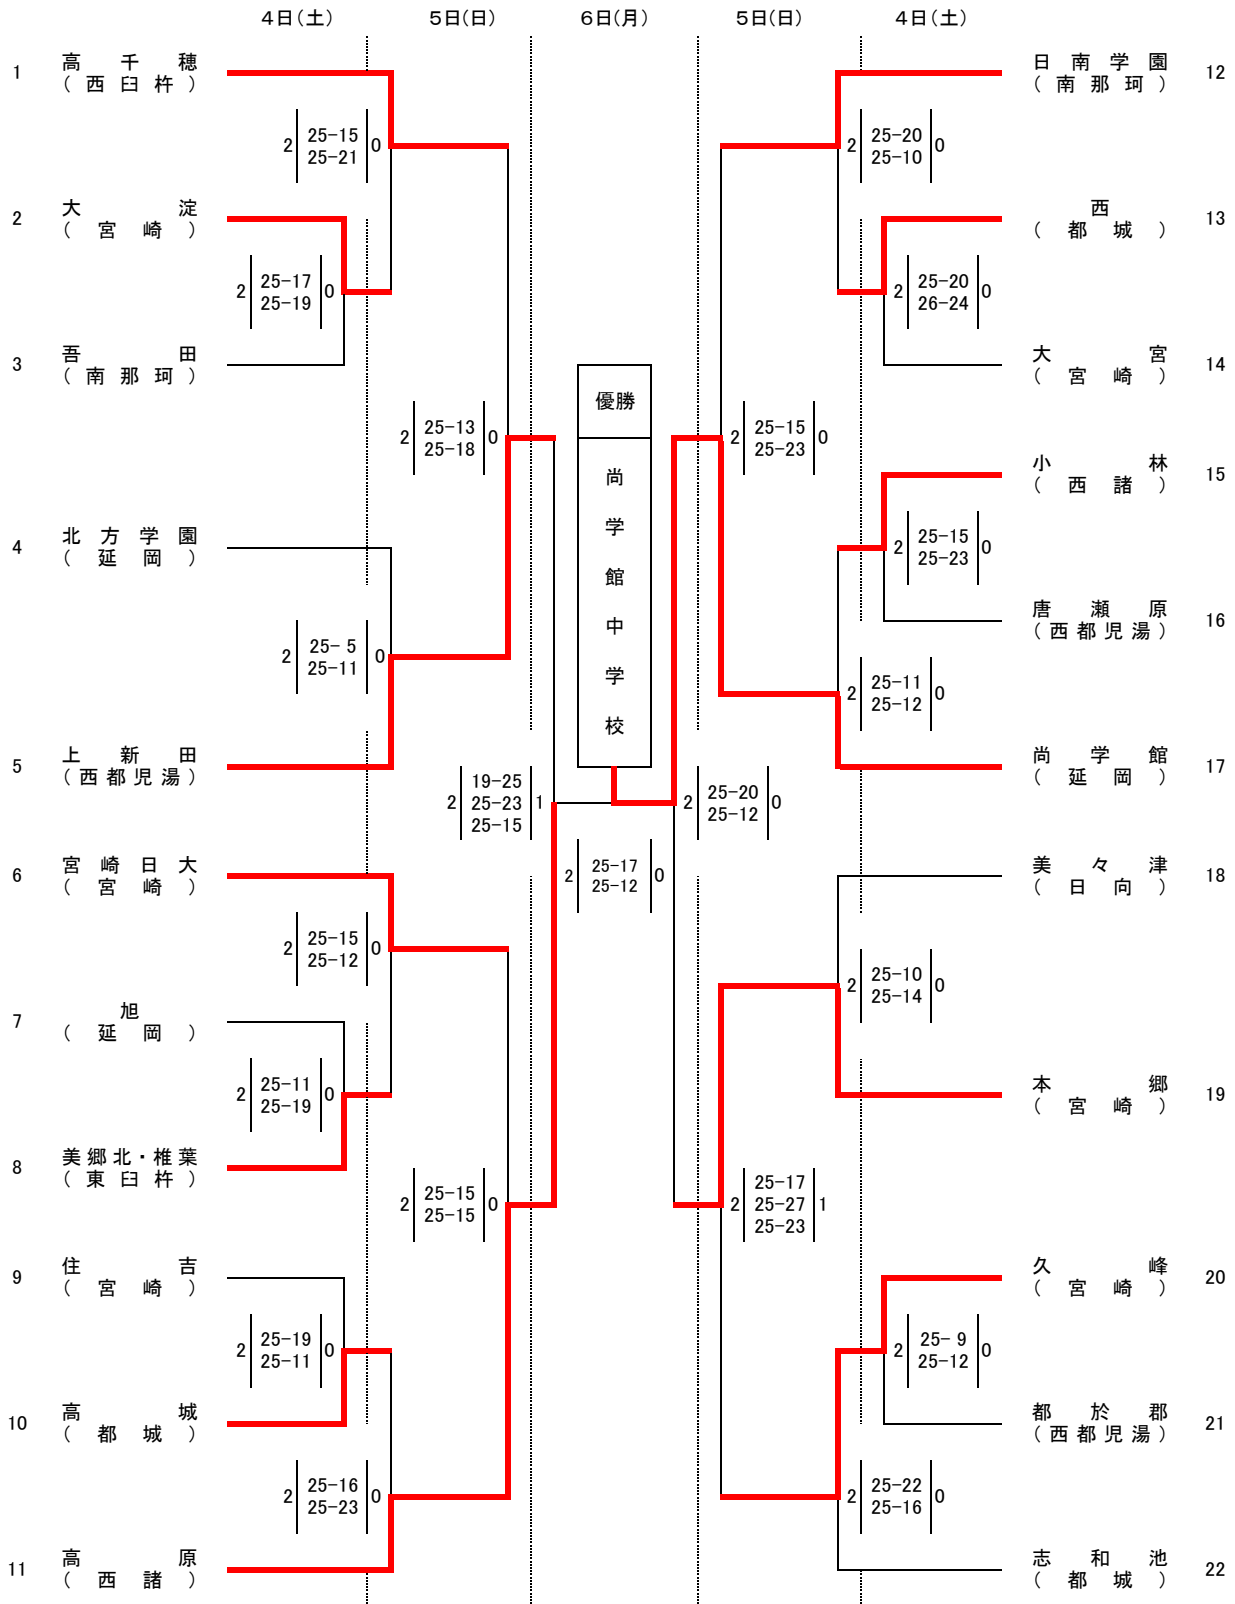 4日(土) 5日(日) 6日(月) 5日(日) 4日(土)
1 高千穂
(西臼杵)
2 25-15 0
25-21
2 大淀
(宮崎)
2 25-17 0
25-19
3 吾田
(南那珂)
2 25-13 0
25-18
4 北方学園
(延岡)
2 25- 5 0
25-11
5 上新田
(西都児湯)
19-25
2 25-23 1
25-15
6 宮崎日大
(宮崎)
2 25-15 0
25-12
7 旭
(延岡)
2 25-11 0
25-19
8 美郷北・椎葉
(東臼杵)
2 25-15 0
25-15
9 住吉
(宮崎)
2 25-19 0
25-11
10 高城
(都城)
2 25-16 0
25-23
11 高原
(西諸)
優勝
尚学館中学校
2 25-17 0
25-12
日南学園 12
(南那珂)
2 25-20 0
25-10
西 13
(都城)
2 25-20 0
26-24
大宮 14
(宮崎)
2 25-15 0
25-23
小林 15
(西諸)
2 25-15 0
25-23
唐瀬原 16
(西都児湯)
2 25-11 0
25-12
尚学館 17
(延岡)
2 25-20 0
25-12
美々津 18
(日向)
2 25-10 0
25-14
本郷 19
(宮崎)
25-17
2 25-27 1
25-23
久峰 20
(宮崎)
2 25- 9 0
25-12
都於郡 21
(西都児湯)
2 25-22 0
25-16
志和池 22
(都城)